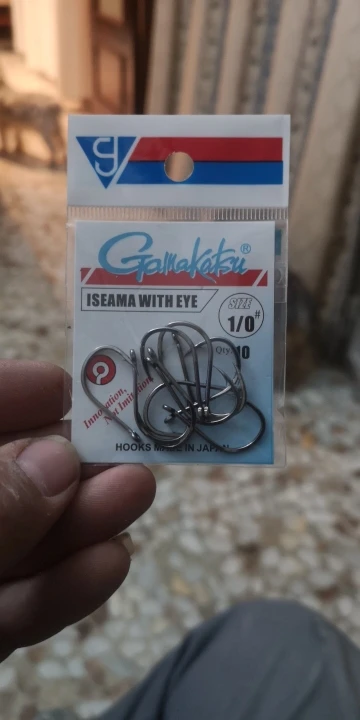 G
Gamakatsu®
ISEAMA WITH EYE
SIZE
1/0#
Qty. 10
Innovation,
Not Imitation!
HOOKS MADE IN JAPAN